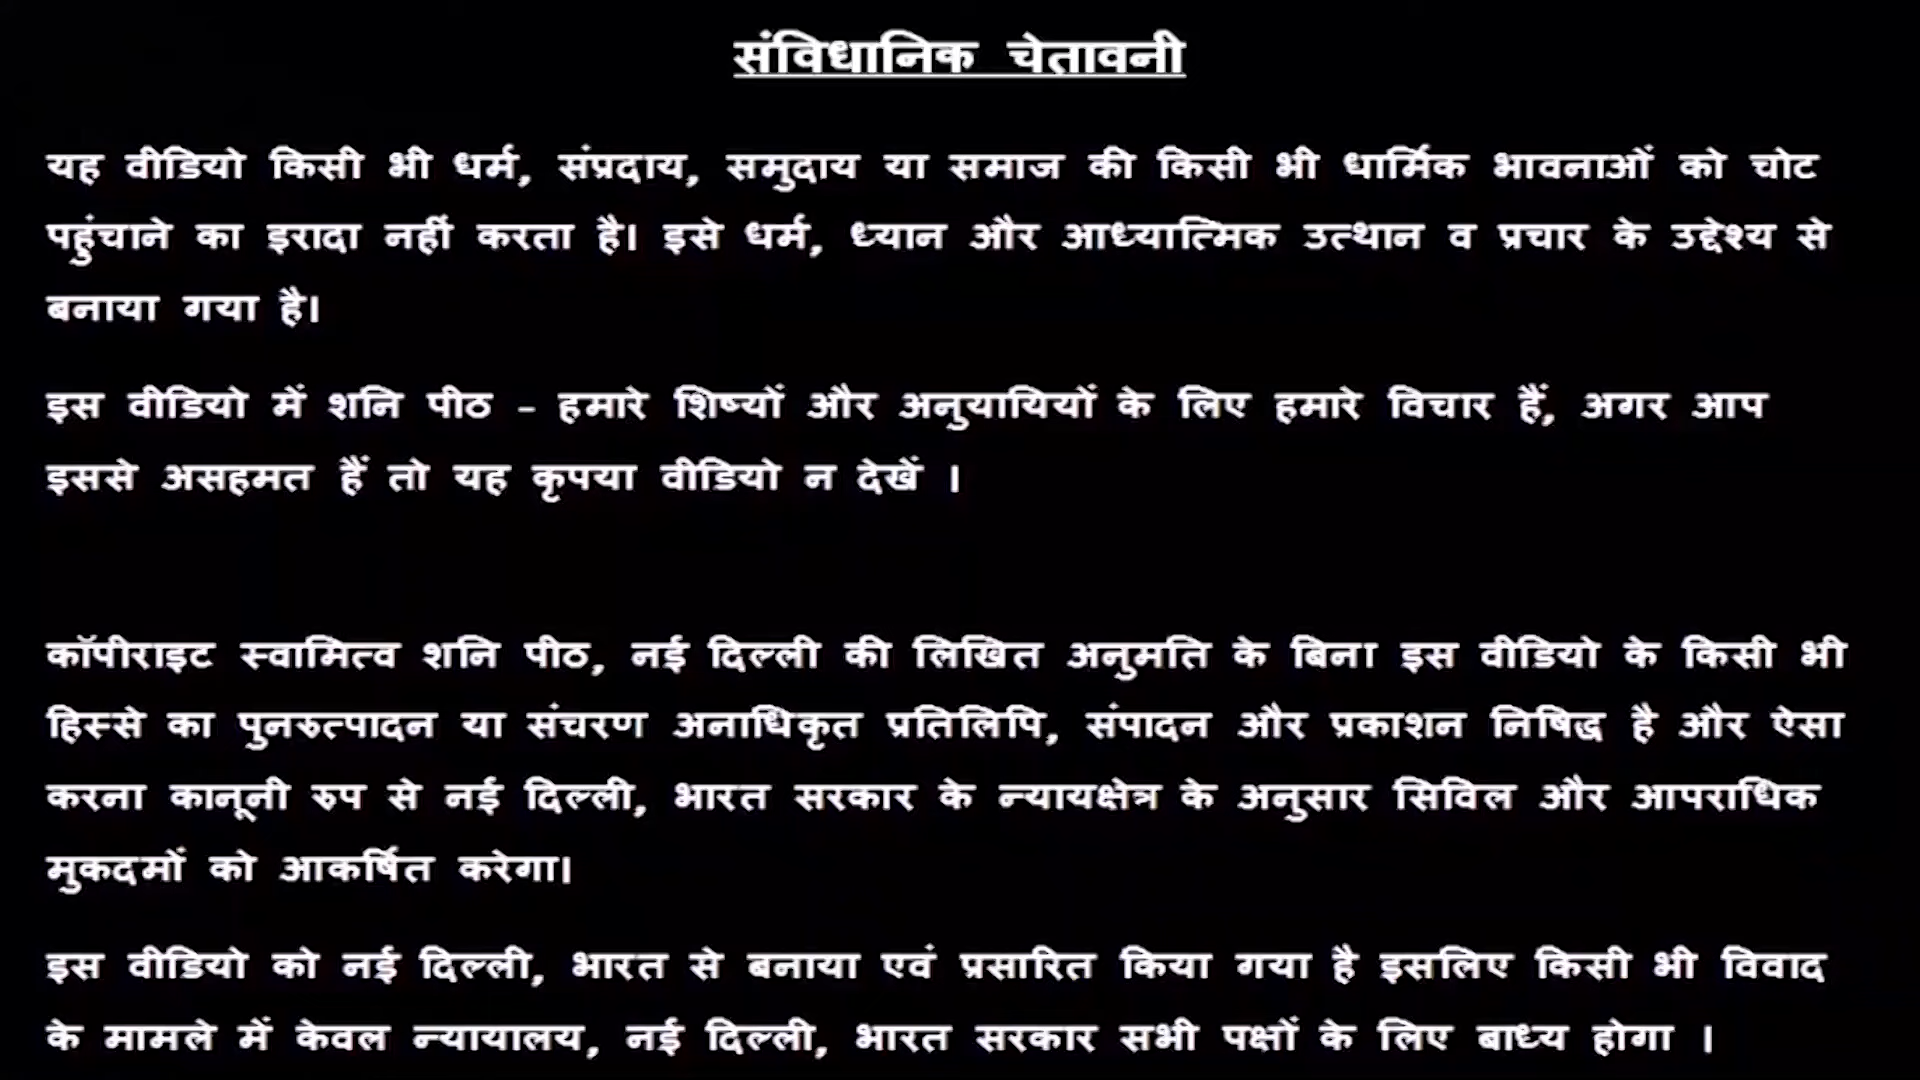 संविधानिक चेतावनी
यह वीडियो किसी भी धर्म, संप्रदाय, समुदाय या समाज की किसी भी धार्मिक भावनाओं को चोट
पहुंचाने का इरादा नहीं करता है। इसे धर्म, ध्यान और आध्यात्मिक उत्थान व प्रचार के उद्देश्य से
बनाया गया है।
इस वीडियो में शनि पीठ - हमारे शिष्यों और अनुयायियों के लिए हमारे विचार हैं, अगर आप
इससे असहमत हैं तो यह कृपया वीडियो न देखें ।
कॉपीराइट स्वामित्व शनि पीठ, नई दिल्ली की लिखित अनुमति के बिना इस वीडियो के किसी भी
हिस्से का पुनरुत्पादन या संचरण अनाधिकृत प्रतिलिपि, संपादन और प्रकाशन निषिद्ध है और ऐसा
करना कानूनी रुप से नई दिल्ली, भारत सरकार के न्यायक्षेत्र के अनुसार सिविल और आपराधिक
मुकदमों को आकर्षित करेगा।
इस वीडियो को नई दिल्ली, भारत से बनाया एवं प्रसारित किया गया है इसलिए किसी भी विवाद
के मामले में केवल न्यायालय, नई दिल्ली, भारत सरकार सभी पक्षों के लिए बाध्य होगा ।